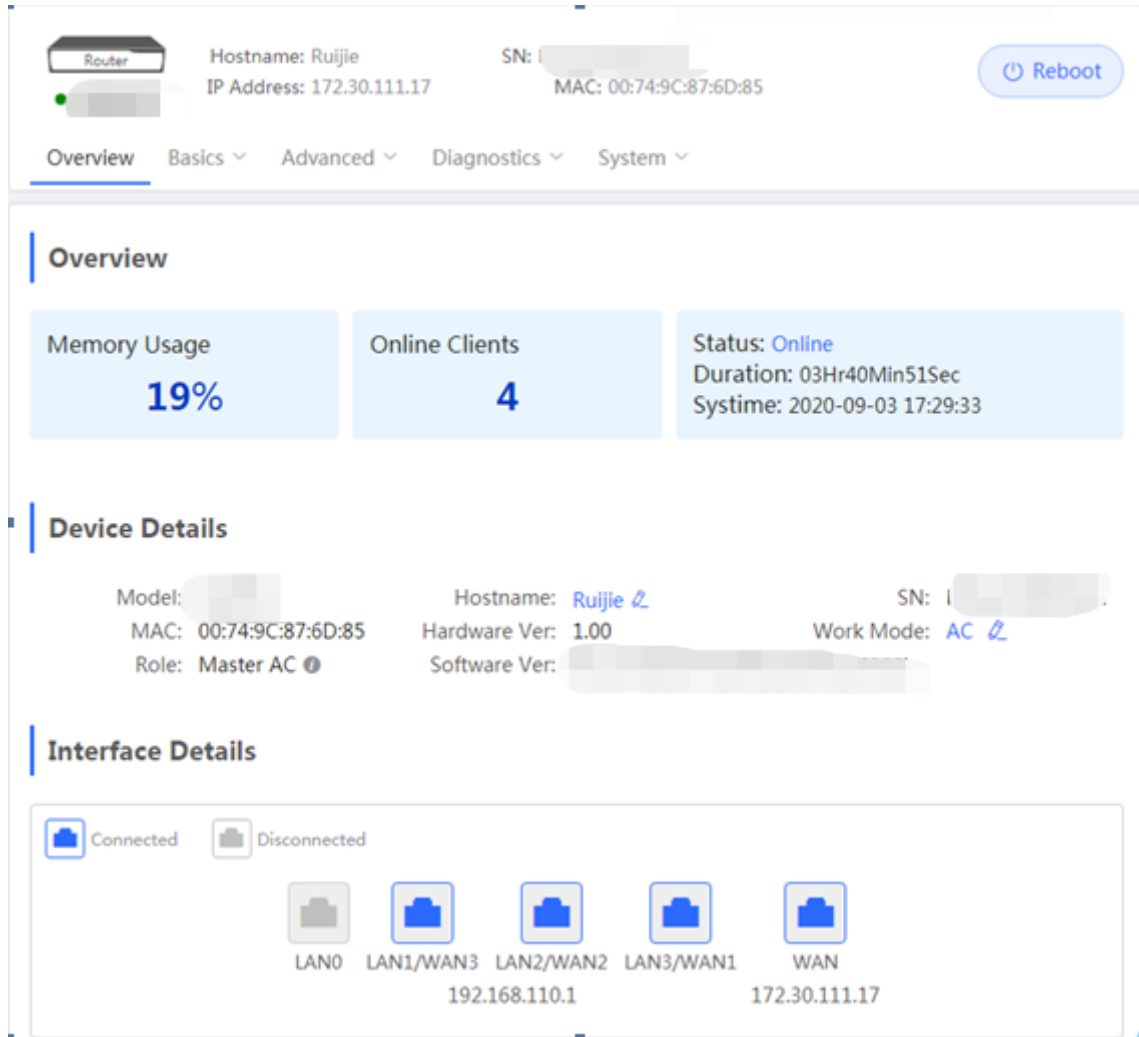 Router
Hostname: Ruijie SN:
IP Address: 172.30.111.17 MAC: 00:74:9C:87:6D:85
Reboot
Overview Basics Advanced Diagnostics System
Overview
Memory Usage Online Clients Status: Online
19% 4 Duration: 03Hr40Min51Sec
Systime: 2020-09-03 17:29:33
Device Details
Model: Hostname: Ruijie SN:
MAC: 00:74:9C:87:6D:85 Hardware Ver: 1.00 Work Mode: AC
Role: Master AC Software Ver:
Interface Details
Connected Disconnected
LAN0 LAN1/WAN3 LAN2/WAN2 LAN3/WAN1 WAN
192.168.110.1 172.30.111.17